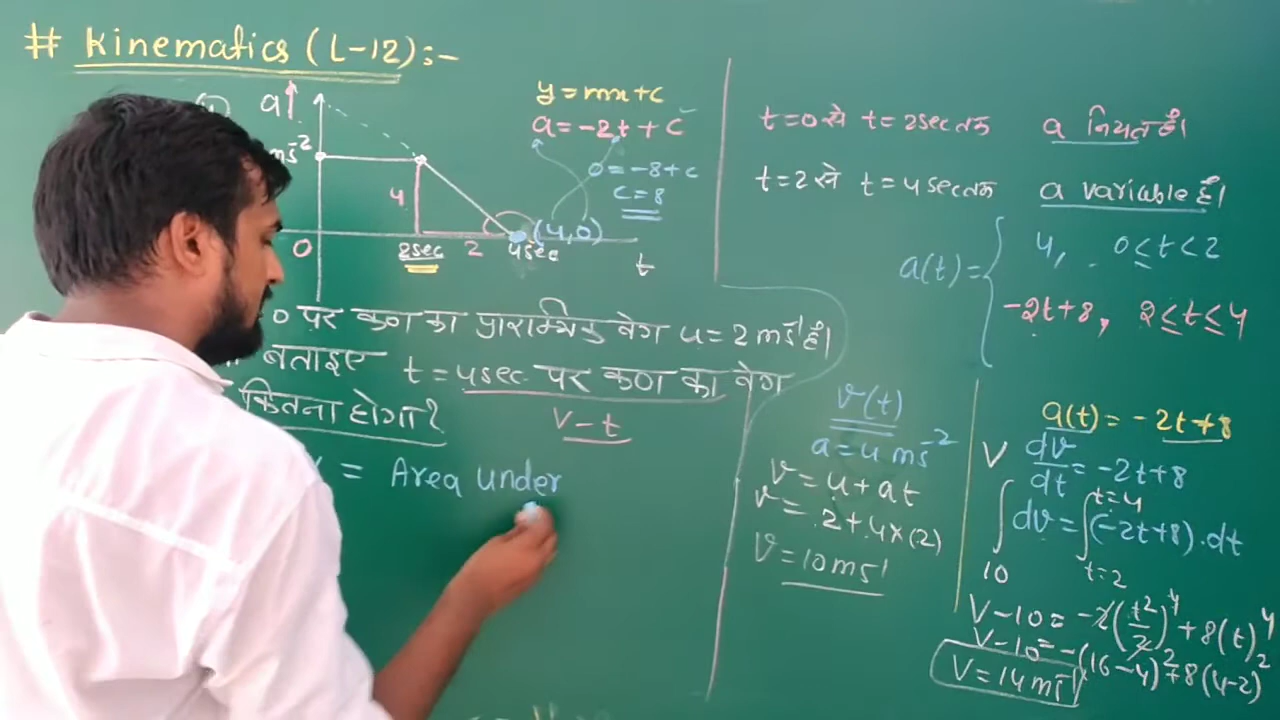 # Kinematics (L-12):-
a
ms⁻²
4
0
2sec
2
4sec
(4,0)
t
y = mx + c
a = -2t + c
0 = -8 + c
c = 8
0 पर कण का प्रारम्भिक वेग u = 2 ms⁻¹ है।
बताइए t = 4sec पर कण का वेग
कितना होगा?
V - t
= Area under
t=0 से t=2sec तक a नियत है।
t=2 से t=4sec तक a variable है।
a(t) = { 4, 0 ≤ t < 2
-2t+8, 2 ≤ t ≤ 4
v(t)
a = 4 ms⁻²
v = u + at
v = 2 + 4×(2)
v = 10 ms⁻¹
a(t) = -2t+8
dv/dt = -2t+8
V t=4
∫ dv = ∫ (-2t+8).dt
10 t=2
V-10 = -2(t²/2)⁴₂ + 8(t)⁴₂
V-10 = -(16-4) + 8(4-2)
V = 14 ms⁻¹